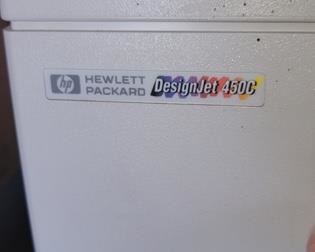 hp HEWLETT
PACKARD DesignJet 450C